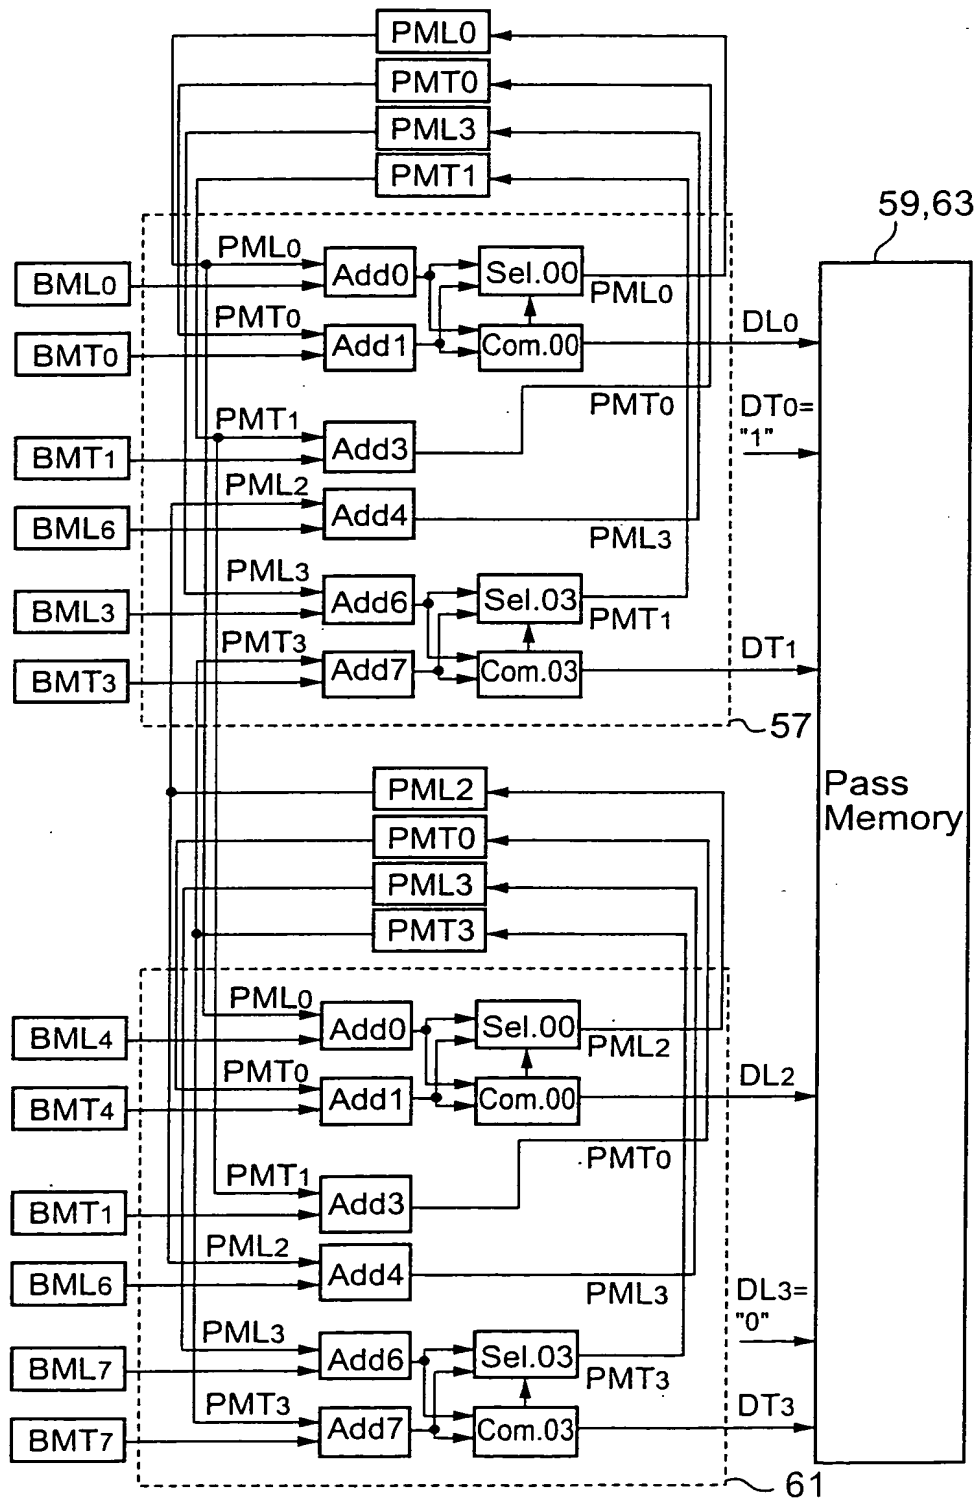 PML0
PMT0
PML3
PMT1
59,63
PML0
BML0
Add0
Sel.00
PML0
DL0
PMT0
BMT0
Add1
Com.00
PMT0
DT0=
"1"
PMT1
BMT1
Add3
PML2
BML6
Add4
PML3
PML3
BML3
Add6
Sel.03
PMT1
PMT3
DT1
BMT3
Add7
Com.03
57
Pass
Memory
PML2
PMT0
PML3
PMT3
PML0
BML4
Add0
Sel.00
PML2
DL2
PMT0
BMT4
Add1
Com.00
PMT0
PMT1
BMT1
Add3
PML2
BML6
Add4
PML3
DL3=
"0"
PML3
BML7
Add6
Sel.03
PMT3
PMT3
DT3
BMT7
Add7
Com.03
61